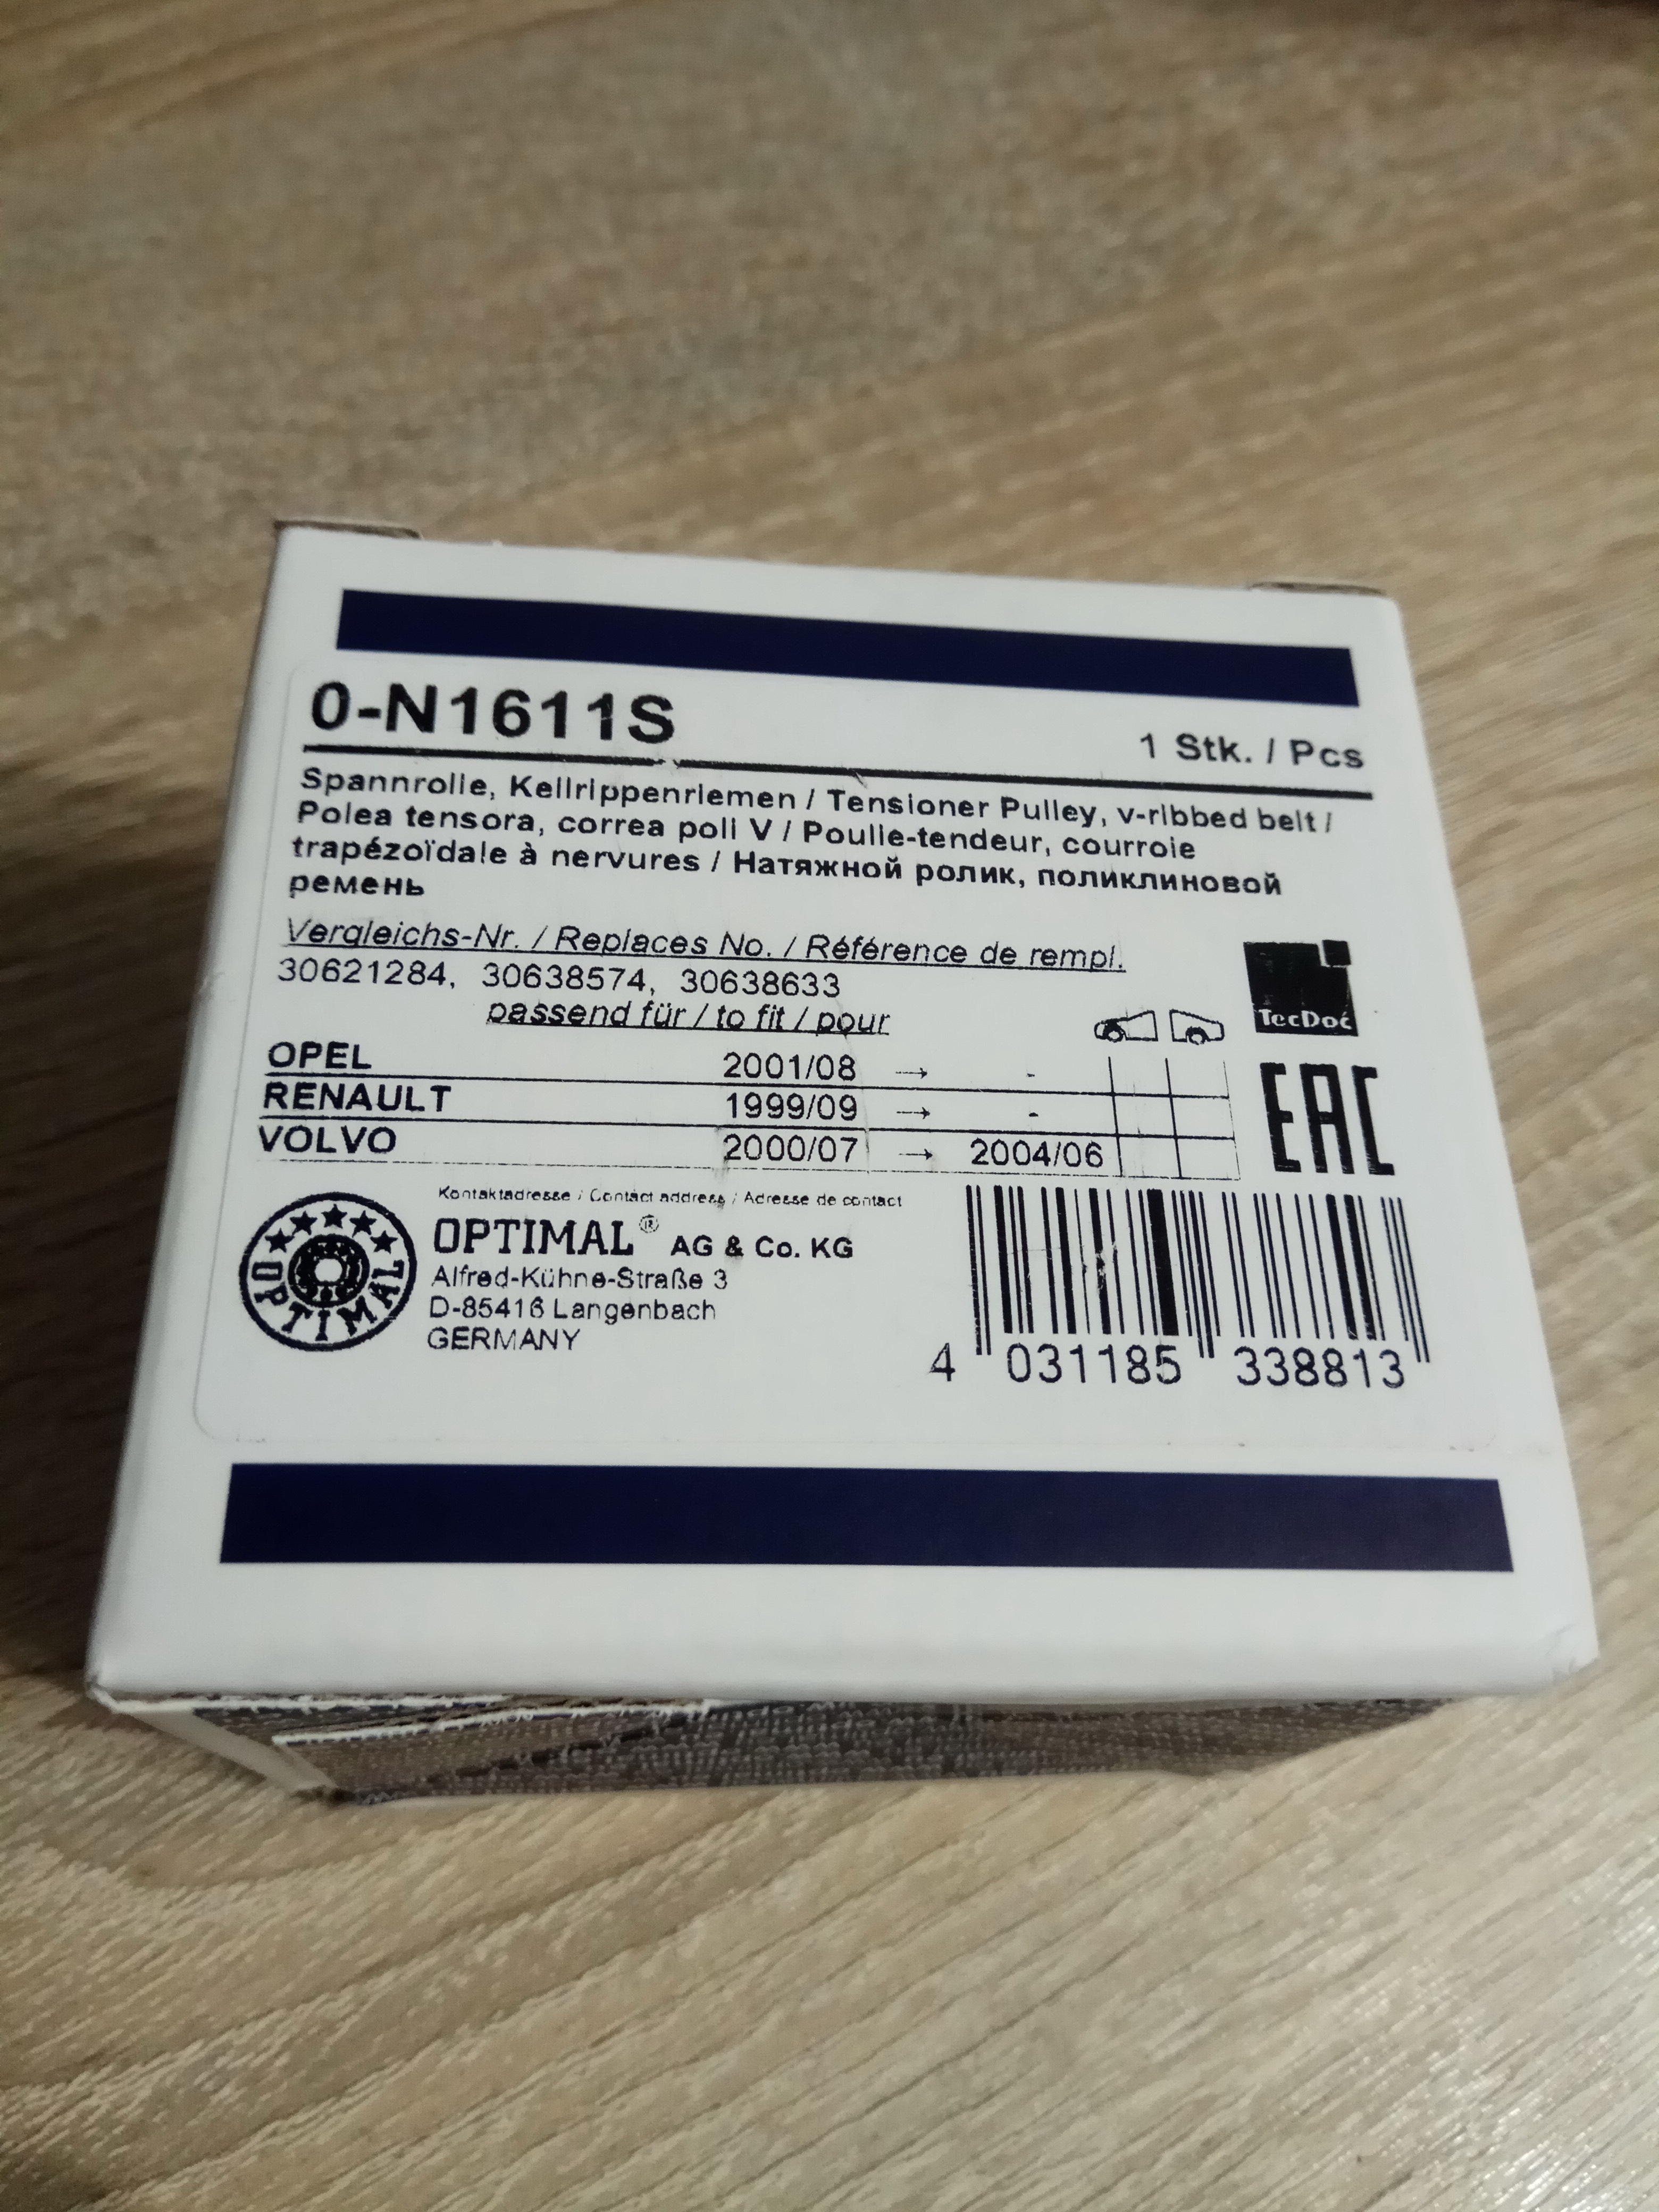 0-N1611S
1 Stk. / Pcs
Spannrolle, Keilrippenriemen / Tensioner Pulley, v-ribbed belt /
Polea tensora, correa poli V / Poulie-tendeur, courroie
trapézoïdale à nervures / Натяжной ролик, поликлиновой
ремень
Vergleichs-Nr. / Replaces No. / Référence de rempl.
30621284, 30638574, 30638633
passend für / to fit / pour
TecDoc
OPEL 2001/08 → -
RENAULT 1999/09 → -
VOLVO 2000/07 → 2004/06
EAC
Kontaktadresse / Contact address / Adresse de contact
OPTIMAL® AG & Co. KG
Alfred-Kühne-Straße 3
D-85416 Langenbach
GERMANY
OPTIMAL
4 031185 338813